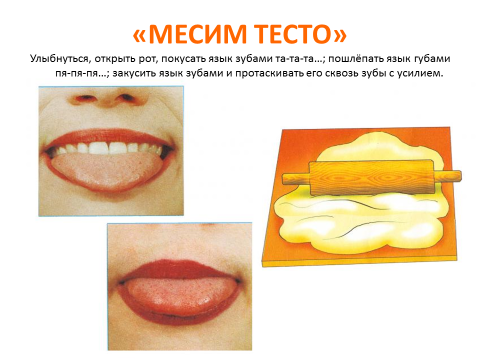 «МЕСИМ ТЕСТО»
Улыбнуться, открыть рот, покусать язык зубами та-та-та...; пошлёпать язык губами
пя-пя-пя...; закусить язык зубами и протаскивать его сквозь зубы с усилием.